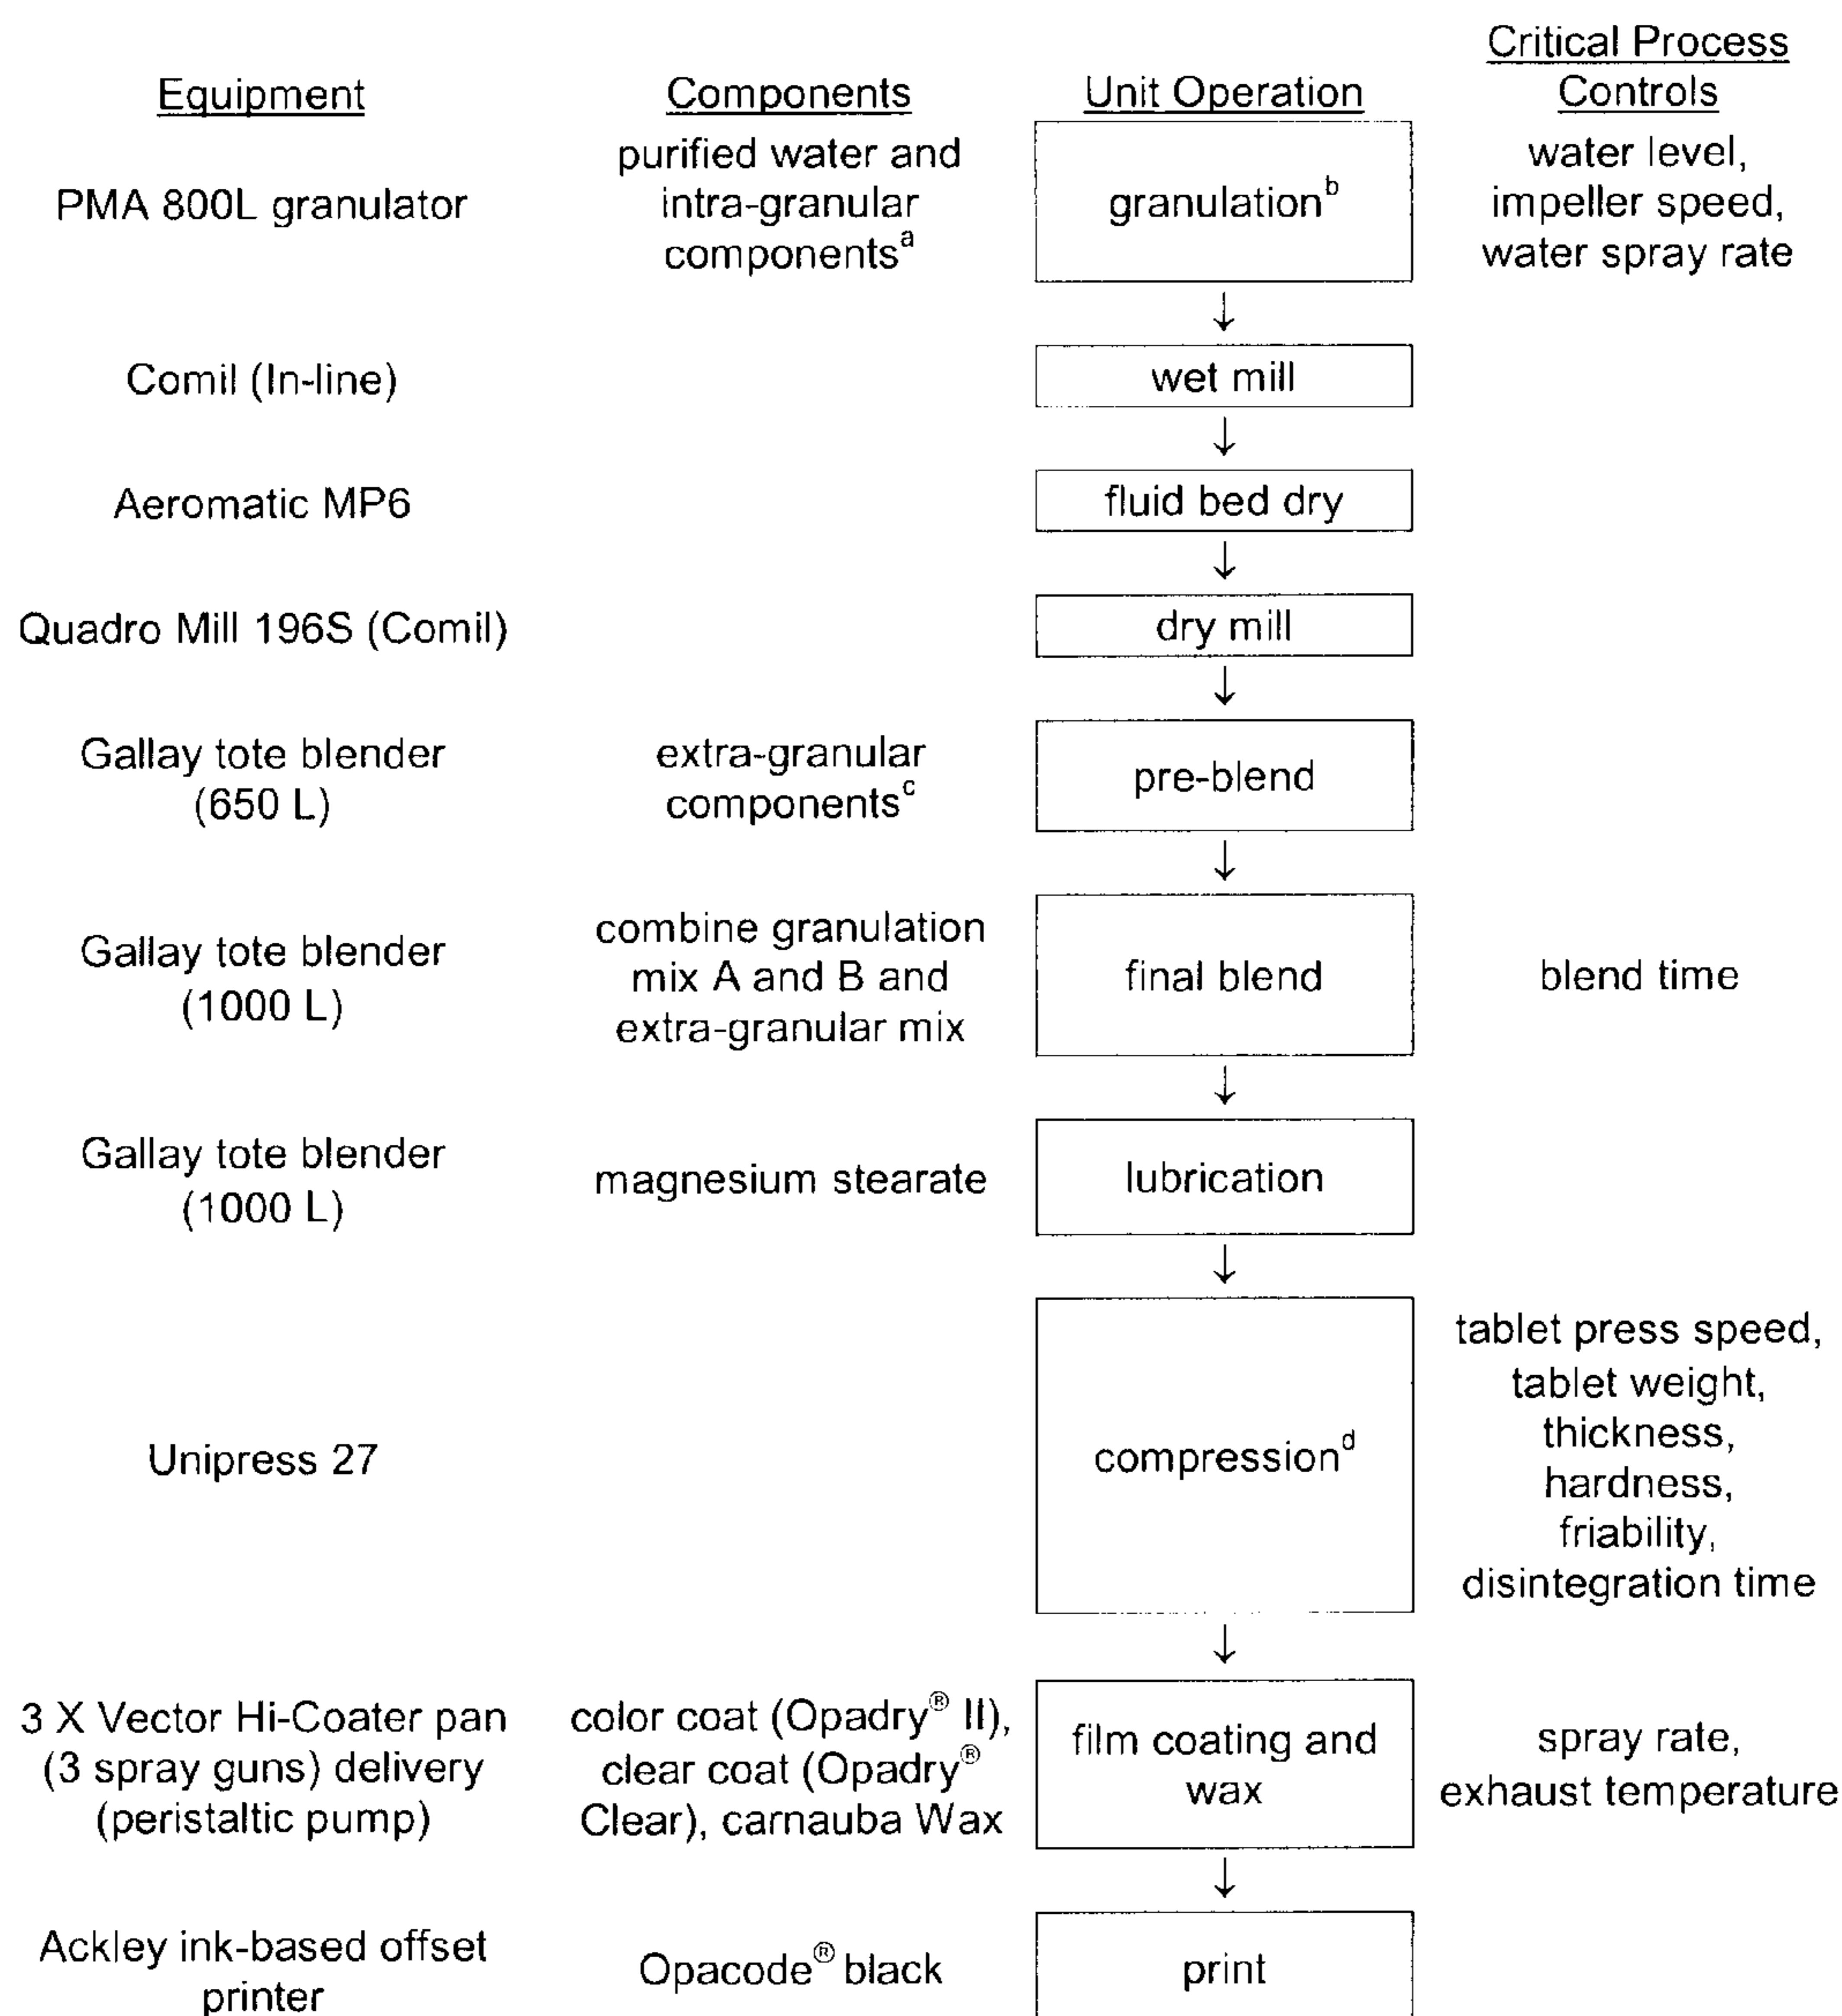 Equipment
Components
Unit Operation
Critical Process
Controls
PMA 800L granulator
purified water and
intra-granular
componentsᵃ
granulationᵇ
water level,
impeller speed,
water spray rate
↓
Comil (In-line)
wet mill
↓
Aeromatic MP6
fluid bed dry
↓
Quadro Mill 196S (Comil)
dry mill
↓
Gallay tote blender
(650 L)
extra-granular
componentsᶜ
pre-blend
↓
Gallay tote blender
(1000 L)
combine granulation
mix A and B and
extra-granular mix
final blend
blend time
↓
Gallay tote blender
(1000 L)
magnesium stearate
lubrication
↓
Unipress 27
compressionᵈ
tablet press speed,
tablet weight,
thickness,
hardness,
friability,
disintegration time
↓
3 X Vector Hi-Coater pan
(3 spray guns) delivery
(peristaltic pump)
color coat (Opadry® II),
clear coat (Opadry®
Clear), carnauba Wax
film coating and
wax
spray rate,
exhaust temperature
↓
Ackley ink-based offset
printer
Opacode® black
print